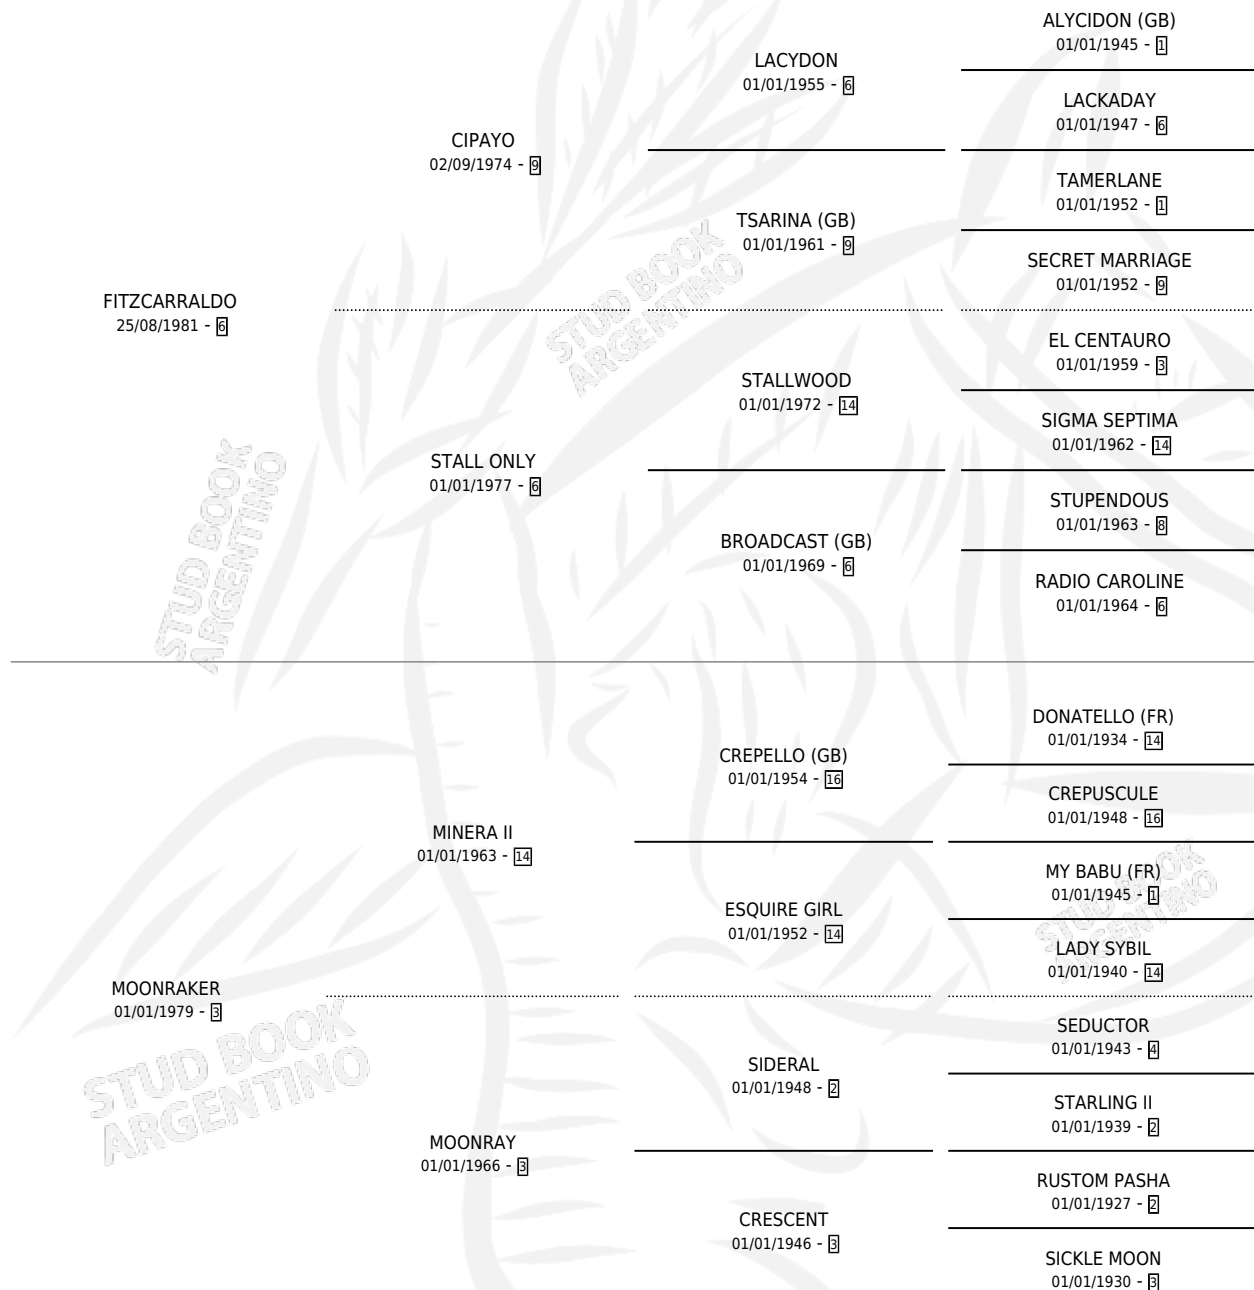 ALYCIDON (GB)
01/01/1945 - 1
LACYDON
01/01/1955 - 6
LACKADAY
01/01/1947 - 6
CIPAYO
02/09/1974 - 9
TAMERLANE
01/01/1952 - 1
TSARINA (GB)
01/01/1961 - 9
SECRET MARRIAGE
01/01/1952 - 9
FITZCARRALDO
25/08/1981 - 6
STUD BOOK
ARGENTINO
EL CENTAURO
01/01/1959 - 3
STALLWOOD
01/01/1972 - 14
SIGMA SEPTIMA
01/01/1962 - 14
STALL ONLY
01/01/1977 - 6
STUPENDOUS
01/01/1963 - 8
BROADCAST (GB)
01/01/1969 - 6
RADIO CAROLINE
01/01/1964 - 6
STUD BOOK
ARGENTINO
DONATELLO (FR)
01/01/1934 - 14
CREPELLO (GB)
01/01/1954 - 16
CREPUSCULE
01/01/1948 - 16
MINERA II
01/01/1963 - 14
MY BABU (FR)
01/01/1945 - 1
ESQUIRE GIRL
01/01/1952 - 14
STUD BOOK
ARGENTINO
LADY SYBIL
01/01/1940 - 14
MOONRAKER
01/01/1979 - 3
SEDUCTOR
01/01/1943 - 4
STUD BOOK
ARGENTINO
SIDERAL
01/01/1948 - 2
STARLING II
01/01/1939 - 2
MOONRAY
01/01/1966 - 3
RUSTOM PASHA
01/01/1927 - 2
CRESCENT
01/01/1946 - 3
SICKLE MOON
01/01/1930 - 3